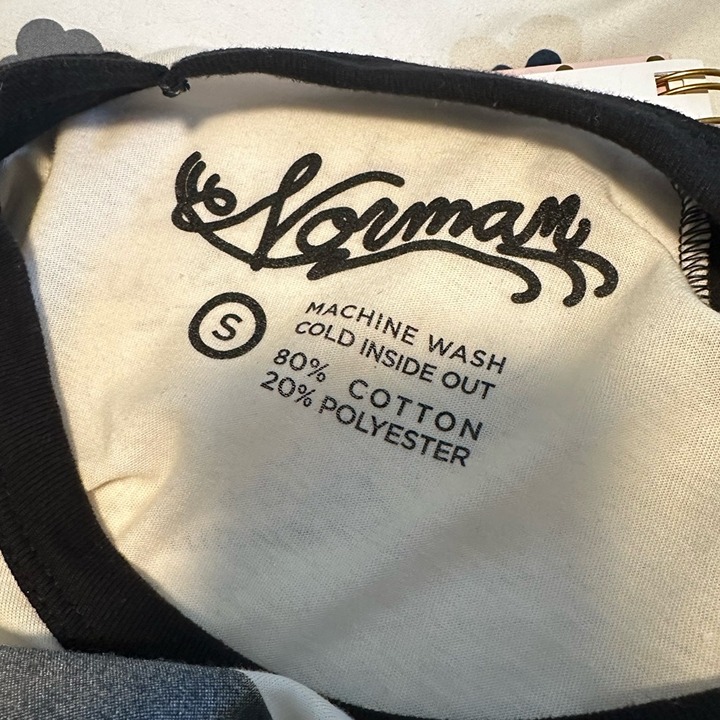 Norman
S
MACHINE WASH
COLD INSIDE OUT
80% COTTON
20% POLYESTER